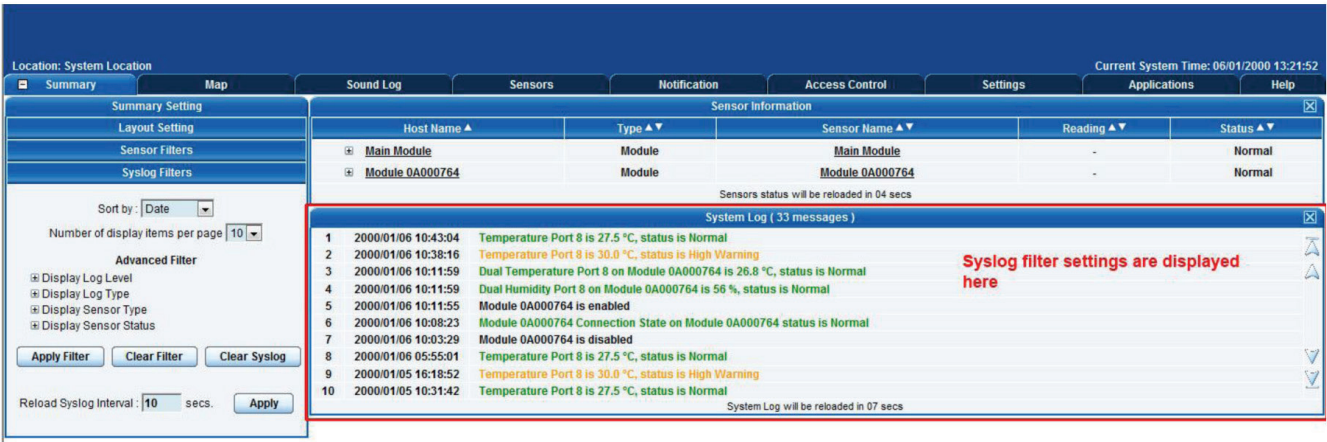 Location: System Location
Current System Time: 06/01/2000 13:21:52
Summary Map Sound Log Sensors Notification Access Control Settings Applications Help
Summary Setting
Layout Setting
Sensor Filters
Syslog Filters
Sort by : Date
Number of display items per page 10
Advanced Filter
Display Log Level
Display Log Type
Display Sensor Type
Display Sensor Status
Apply Filter Clear Filter Clear Syslog
Reload Syslog Interval : 10 secs. Apply
Sensor Information
Host Name Type Sensor Name Reading Status
Main Module Module Main Module - Normal
Module 0A000764 Module Module 0A000764 - Normal
Sensors status will be reloaded in 04 secs
System Log ( 33 messages )
1 2000/01/06 10:43:04 Temperature Port 8 is 27.5 °C, status is Normal
2 2000/01/06 10:38:16 Temperature Port 8 is 30.0 °C, status is High Warning
3 2000/01/06 10:11:59 Dual Temperature Port 8 on Module 0A000764 is 26.8 °C, status is Normal
4 2000/01/06 10:11:59 Dual Humidity Port 8 on Module 0A000764 is 56 %, status is Normal
5 2000/01/06 10:11:55 Module 0A000764 is enabled
6 2000/01/06 10:08:23 Module 0A000764 Connection State on Module 0A000764 status is Normal
7 2000/01/06 10:03:29 Module 0A000764 is disabled
8 2000/01/06 05:55:01 Temperature Port 8 is 27.5 °C, status is Normal
9 2000/01/05 16:18:52 Temperature Port 8 is 30.0 °C, status is High Warning
10 2000/01/05 10:31:42 Temperature Port 8 is 27.5 °C, status is Normal
System Log will be reloaded in 07 secs
Syslog filter settings are displayed
here